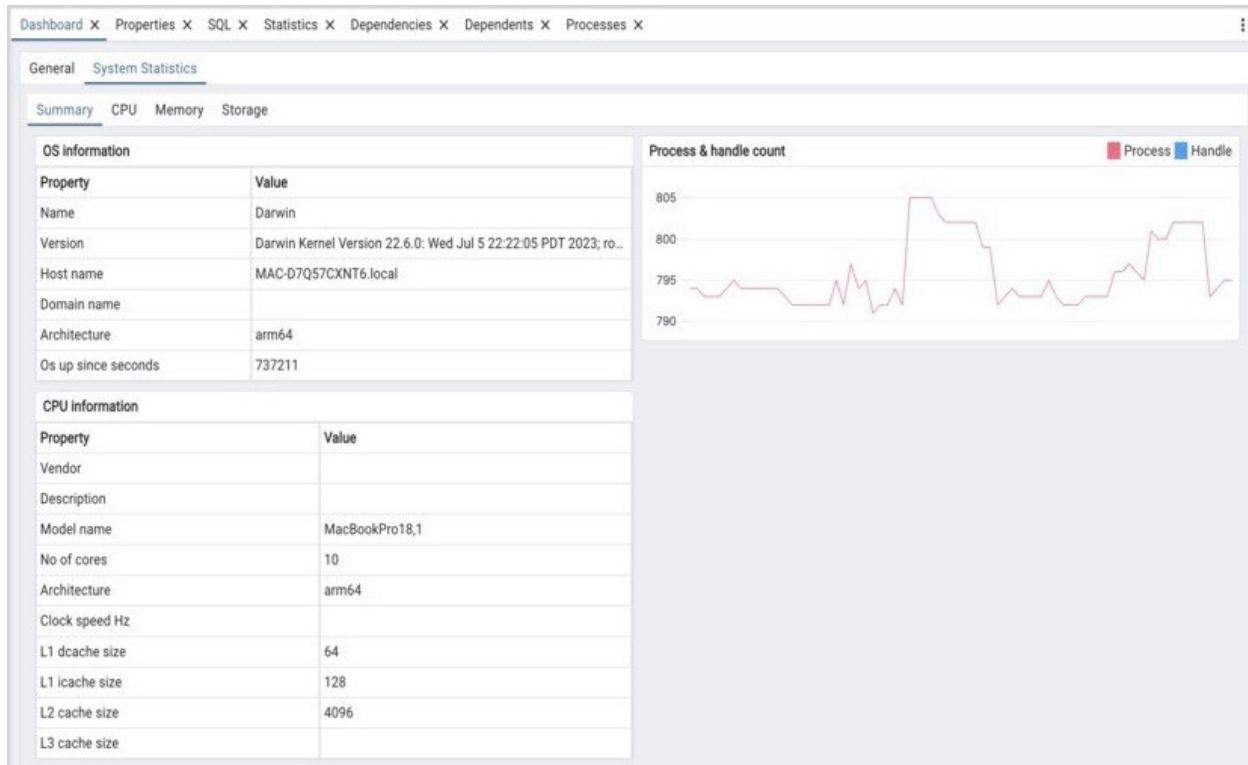 Dashboard X Properties X SQL X Statistics X Dependencies X Dependents X Processes X
General System Statistics
Summary CPU Memory Storage
OS information
Property Value
Name Darwin
Version Darwin Kernel Version 22.6.0: Wed Jul 5 22:22:05 PDT 2023; ro...
Host name MAC-D7Q57CXNT6.local
Domain name
Architecture arm64
Os up since seconds 737211
CPU information
Property Value
Vendor
Description
Model name MacBookPro18,1
No of cores 10
Architecture arm64
Clock speed Hz
L1 dcache size 64
L1 icache size 128
L2 cache size 4096
L3 cache size
Process & handle count Process Handle
805
800
795
790